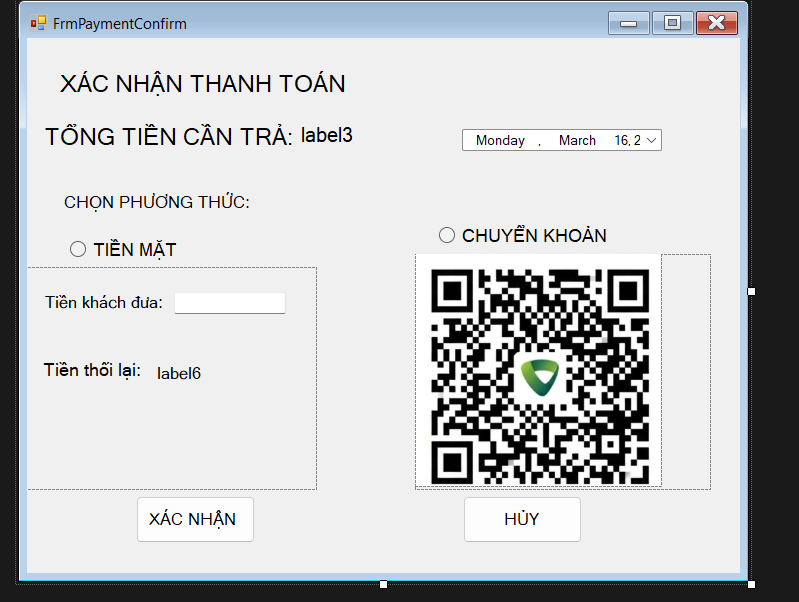 FrmPaymentConfirm
XÁC NHẬN THANH TOÁN
TỔNG TIỀN CẦN TRẢ: label3
Monday , March 16, 2
CHỌN PHƯƠNG THỨC:
CHUYỂN KHOẢN
TIỀN MẶT
Tiền khách đưa:
Tiền thối lại: label6
XÁC NHẬN
HỦY